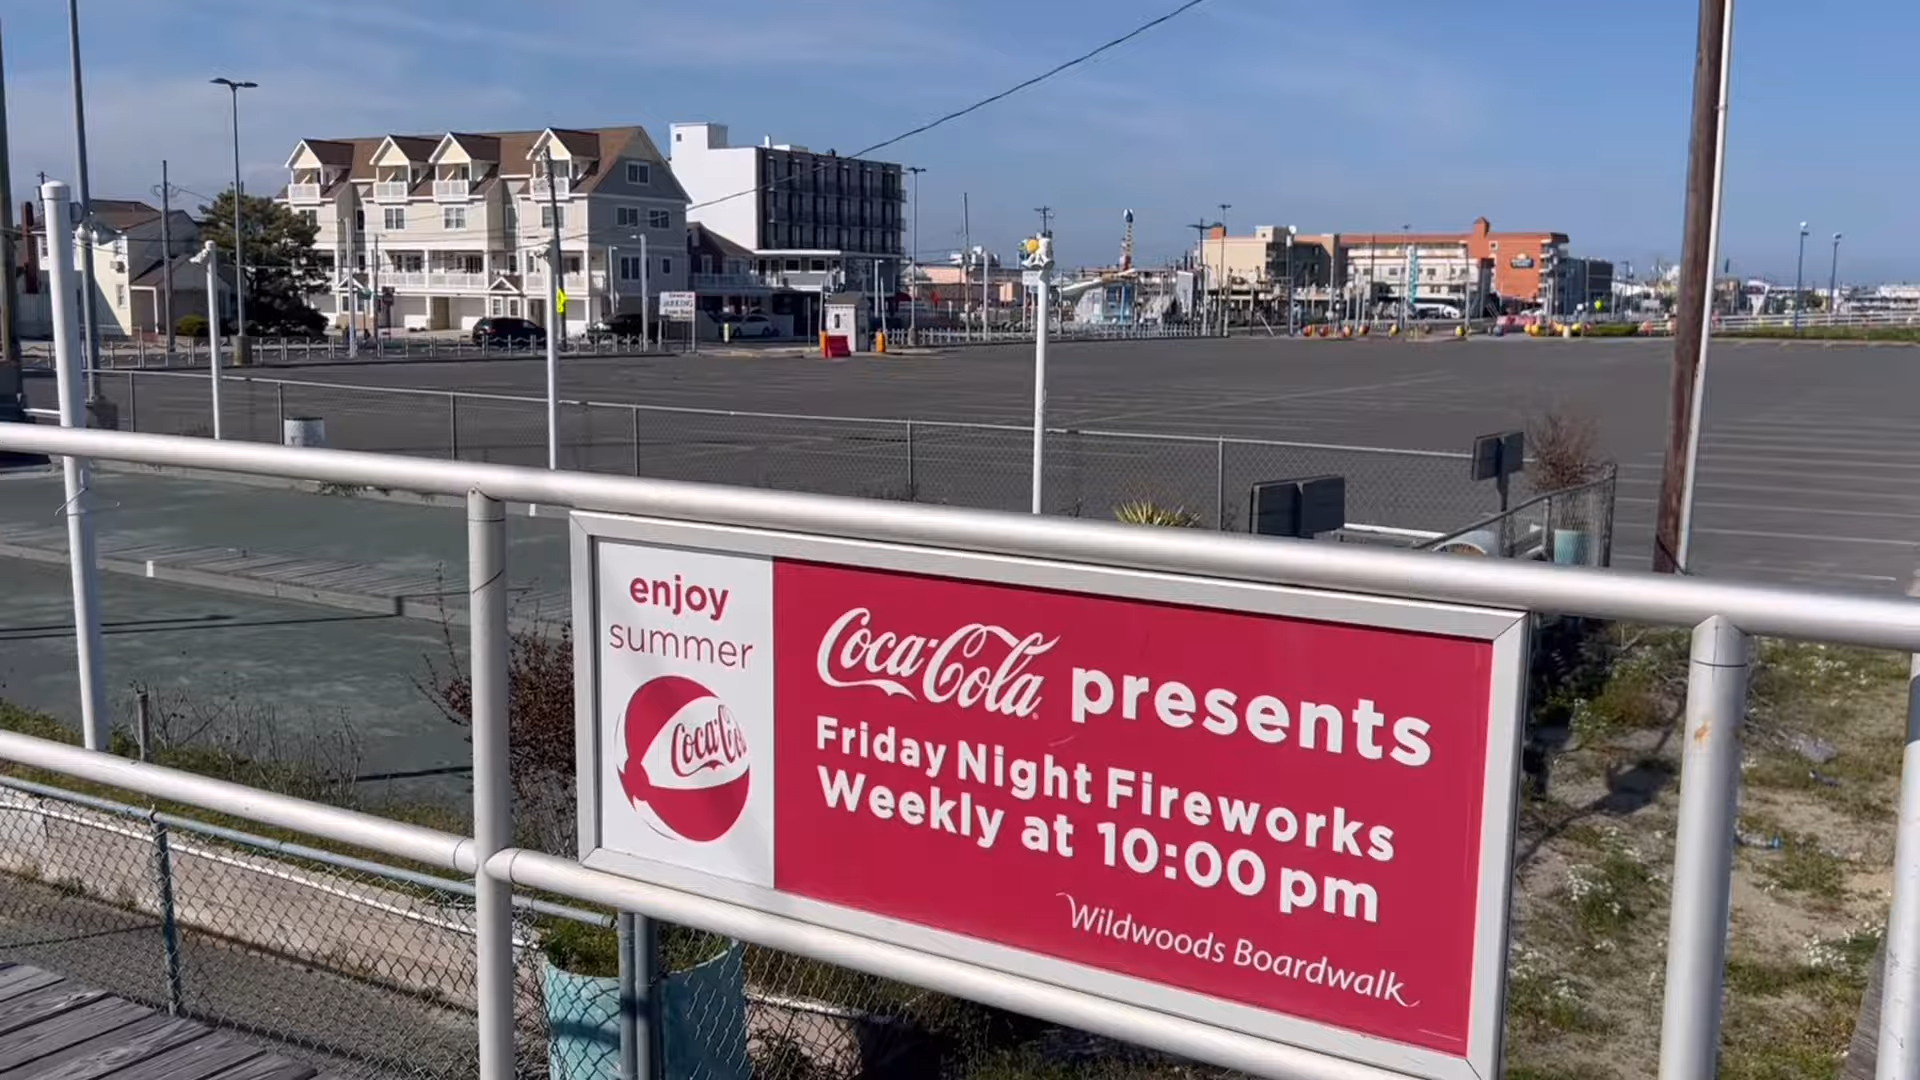 enjoy
summer
Coca-Cola
Coca-Cola presents
Friday Night Fireworks
Weekly at 10:00 pm
Wildwoods Boardwalk